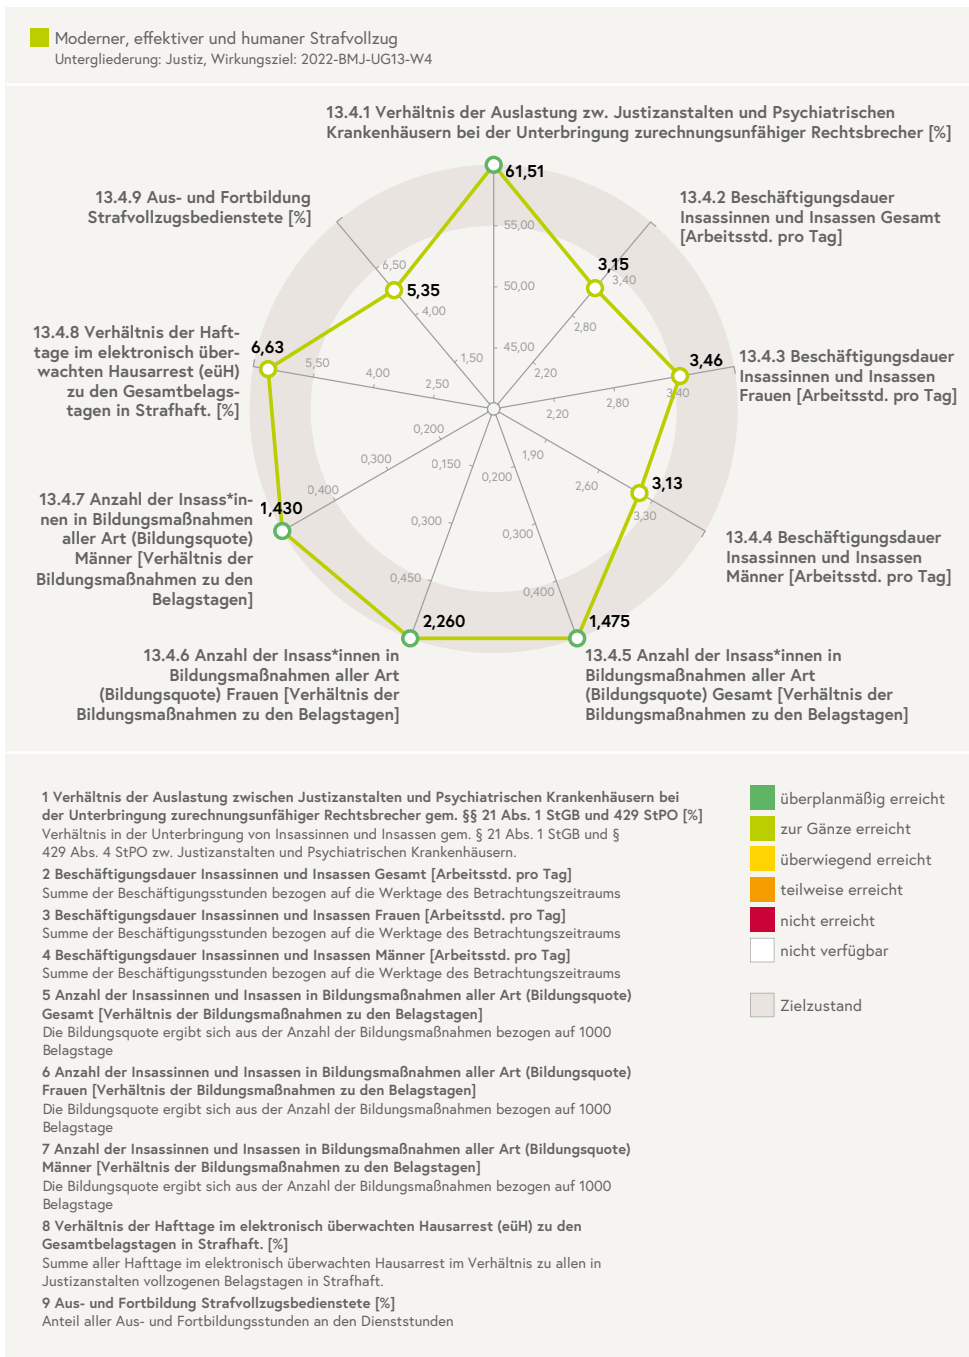 Moderner, effektiver und humaner Strafvollzug
Untergliederung: Justiz, Wirkungsziel: 2022-BMJ-UG13-W4
13.4.1 Verhältnis der Auslastung zw. Justizanstalten und Psychiatrischen
Krankenhäusern bei der Unterbringung zurechnungsunfähiger Rechtsbrecher [%]
61,51
55,00
50,00
45,00
13.4.2 Beschäftigungsdauer
Insassinnen und Insassen Gesamt
[Arbeitsstd. pro Tag]
3,15
3,40
2,80
2,20
13.4.3 Beschäftigungsdauer
Insassinnen und Insassen
Frauen [Arbeitsstd. pro Tag]
3,46
3,40
2,80
2,20
13.4.4 Beschäftigungsdauer
Insassinnen und Insassen
Männer [Arbeitsstd. pro Tag]
3,13
3,30
2,60
1,90
13.4.5 Anzahl der Insass*innen in
Bildungsmaßnahmen aller Art
(Bildungsquote) Gesamt [Verhältnis der
Bildungsmaßnahmen zu den Belagstagen]
1,475
0,400
0,300
0,200
13.4.6 Anzahl der Insass*innen in
Bildungsmaßnahmen aller Art
(Bildungsquote) Frauen [Verhältnis der
Bildungsmaßnahmen zu den Belagstagen]
2,260
0,450
0,300
0,150
13.4.7 Anzahl der Insass*in-
nen in Bildungsmaßnahmen
aller Art (Bildungsquote)
Männer [Verhältnis der
Bildungsmaßnahmen zu den
Belagstagen]
1,430
0,400
0,300
0,200
13.4.8 Verhältnis der Haft-
tage im elektronisch über-
wachten Hausarrest (eüH)
zu den Gesamtbelags-
tagen in Strafhaft. [%]
6,63
5,50
4,00
2,50
13.4.9 Aus- und Fortbildung
Strafvollzugsbedienstete [%]
5,35
6,50
4,00
1,50
1 Verhältnis der Auslastung zwischen Justizanstalten und Psychiatrischen Krankenhäusern bei
der Unterbringung zurechnungsunfähiger Rechtsbrecher gem. §§ 21 Abs. 1 StGB und 429 StPO [%]
Verhältnis in der Unterbringung von Insassinnen und Insassen gem. § 21 Abs. 1 StGB und §
429 Abs. 4 StPO zw. Justizanstalten und Psychiatrischen Krankenhäusern.
2 Beschäftigungsdauer Insassinnen und Insassen Gesamt [Arbeitsstd. pro Tag]
Summe der Beschäftigungsstunden bezogen auf die Werktage des Betrachtungszeitraums
3 Beschäftigungsdauer Insassinnen und Insassen Frauen [Arbeitsstd. pro Tag]
Summe der Beschäftigungsstunden bezogen auf die Werktage des Betrachtungszeitraums
4 Beschäftigungsdauer Insassinnen und Insassen Männer [Arbeitsstd. pro Tag]
Summe der Beschäftigungsstunden bezogen auf die Werktage des Betrachtungszeitraums
5 Anzahl der Insassinnen und Insassen in Bildungsmaßnahmen aller Art (Bildungsquote)
Gesamt [Verhältnis der Bildungsmaßnahmen zu den Belagstagen]
Die Bildungsquote ergibt sich aus der Anzahl der Bildungsmaßnahmen bezogen auf 1000
Belagstage
6 Anzahl der Insassinnen und Insassen in Bildungsmaßnahmen aller Art (Bildungsquote)
Frauen [Verhältnis der Bildungsmaßnahmen zu den Belagstagen]
Die Bildungsquote ergibt sich aus der Anzahl der Bildungsmaßnahmen bezogen auf 1000
Belagstage
7 Anzahl der Insassinnen und Insassen in Bildungsmaßnahmen aller Art (Bildungsquote)
Männer [Verhältnis der Bildungsmaßnahmen zu den Belagstagen]
Die Bildungsquote ergibt sich aus der Anzahl der Bildungsmaßnahmen bezogen auf 1000
Belagstage
8 Verhältnis der Hafttage im elektronisch überwachten Hausarrest (eüH) zu den
Gesamtbelagstagen in Strafhaft. [%]
Summe aller Hafttage im elektronisch überwachten Hausarrest im Verhältnis zu allen in
Justizanstalten vollzogenen Belagstagen in Strafhaft.
9 Aus- und Fortbildung Strafvollzugsbedienstete [%]
Anteil aller Aus- und Fortbildungsstunden an den Dienststunden
überplanmäßig erreicht
zur Gänze erreicht
überwiegend erreicht
teilweise erreicht
nicht erreicht
nicht verfügbar
Zielzustand